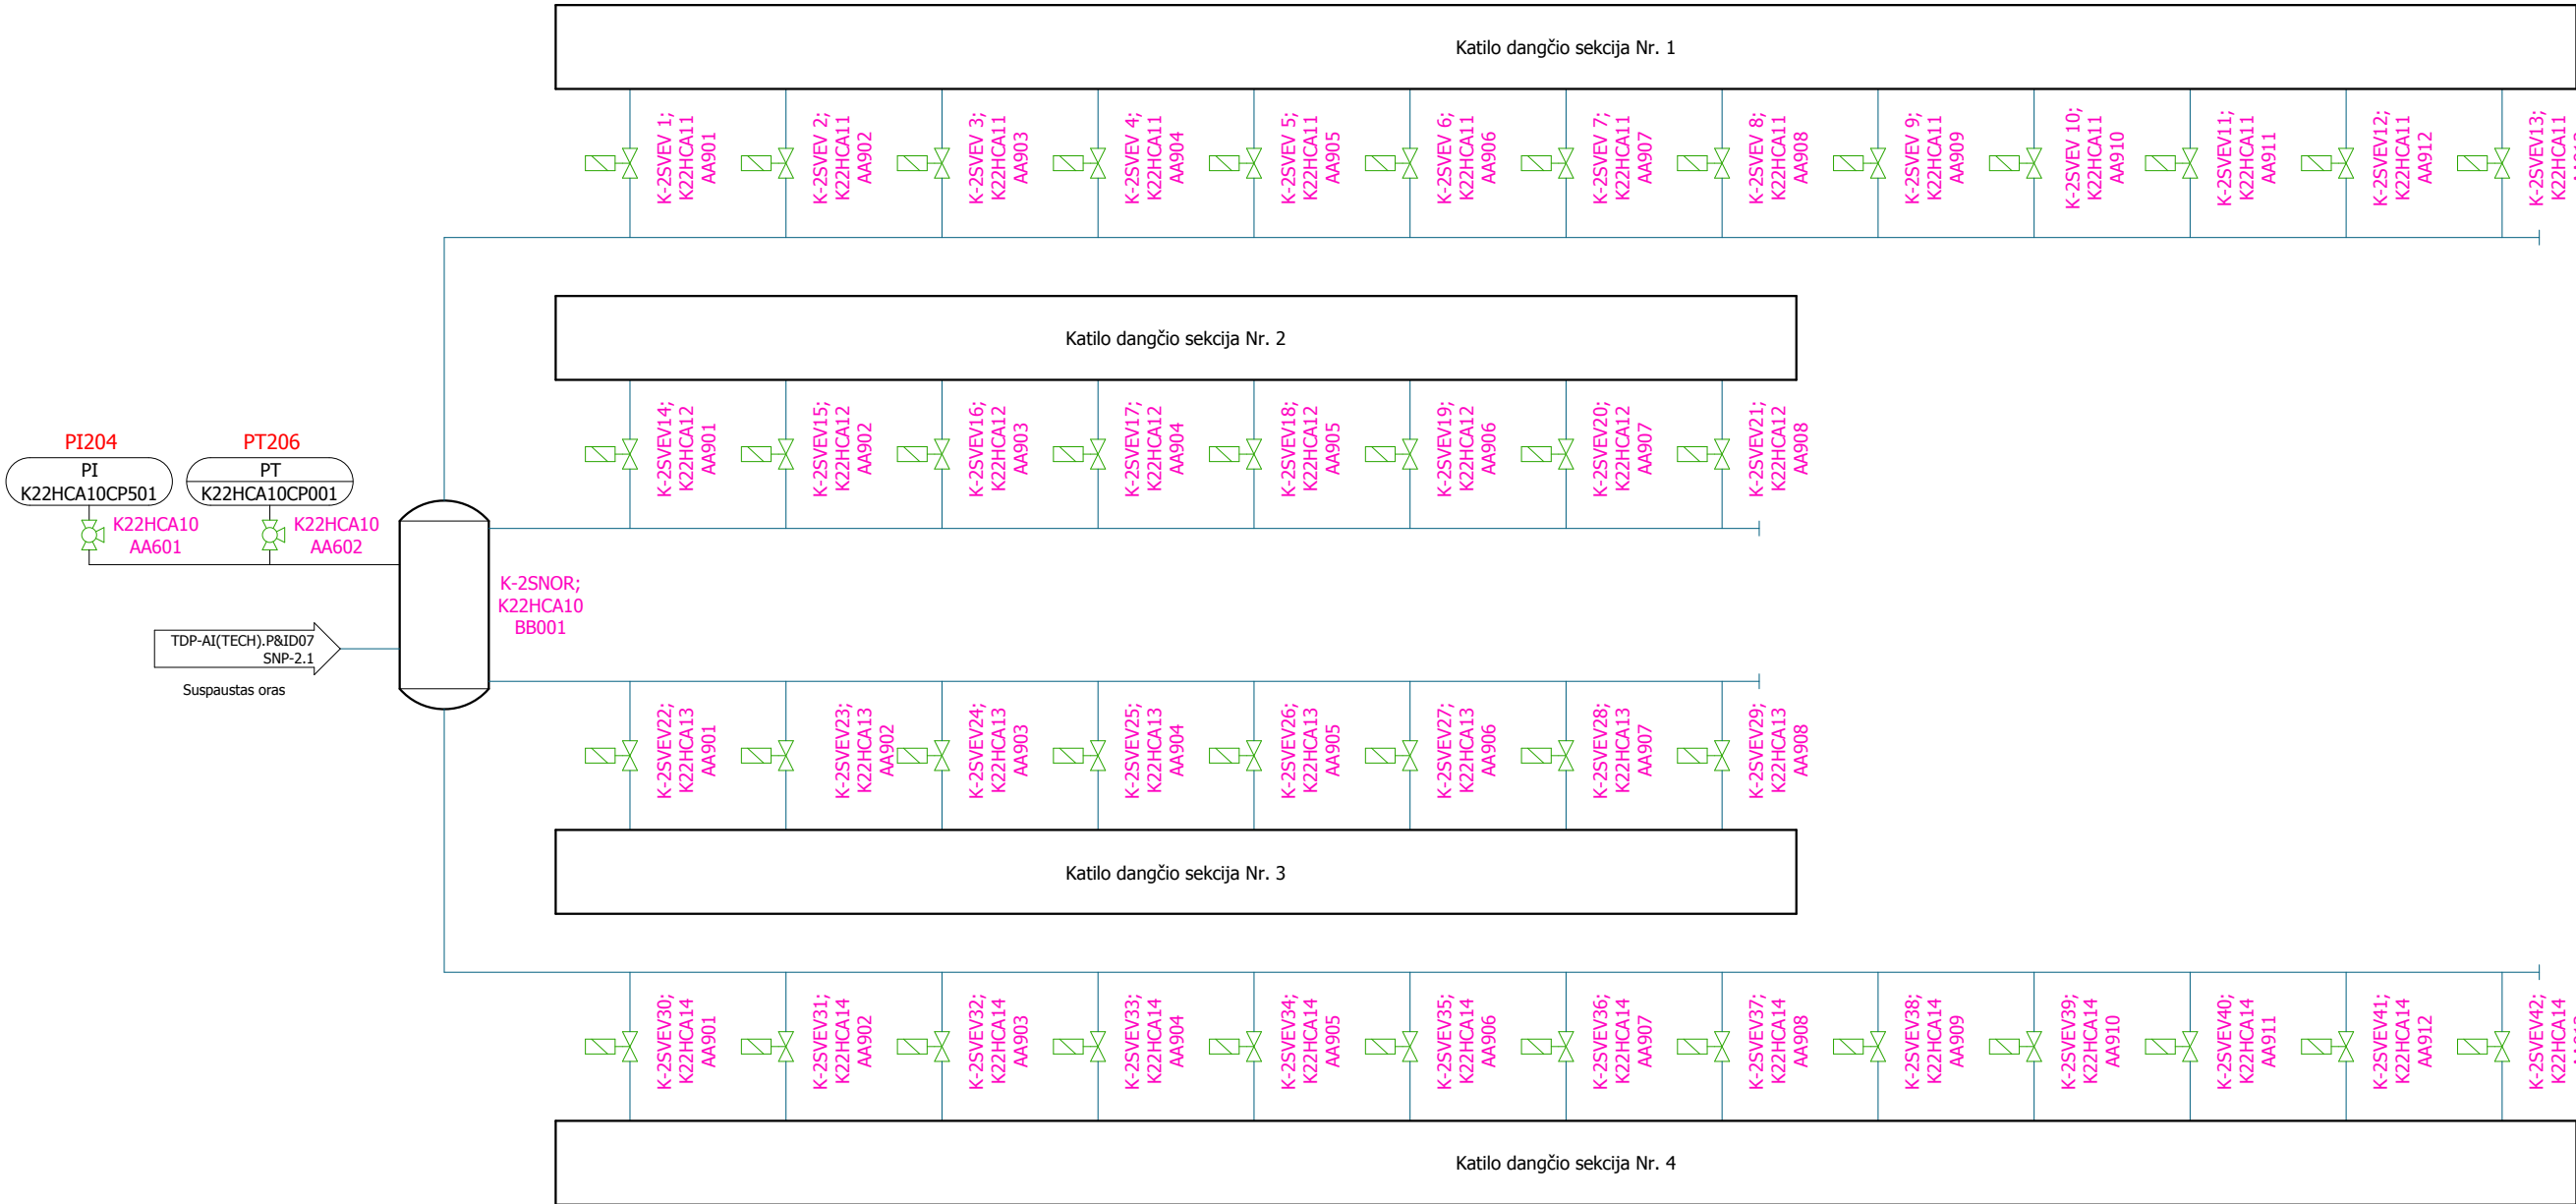 Katilo dangčio sekcija Nr. 1
K-2SVEV 1;
K22HCA11
AA901
K-2SVEV 2;
K22HCA11
AA902
K-2SVEV 3;
K22HCA11
AA903
K-2SVEV 4;
K22HCA11
AA904
K-2SVEV 5;
K22HCA11
AA905
K-2SVEV 6;
K22HCA11
AA906
K-2SVEV 7;
K22HCA11
AA907
K-2SVEV 8;
K22HCA11
AA908
K-2SVEV 9;
K22HCA11
AA909
K-2SVEV 10;
K22HCA11
AA910
K-2SVEV11;
K22HCA11
AA911
K-2SVEV12;
K22HCA11
AA912
K-2SVEV13;
K22HCA11
Katilo dangčio sekcija Nr. 2
K-2SVEV14;
K22HCA12
AA901
K-2SVEV15;
K22HCA12
AA902
K-2SVEV16;
K22HCA12
AA903
K-2SVEV17;
K22HCA12
AA904
K-2SVEV18;
K22HCA12
AA905
K-2SVEV19;
K22HCA12
AA906
K-2SVEV20;
K22HCA12
AA907
K-2SVEV21;
K22HCA12
AA908
PI204
PI
K22HCA10CP501
K22HCA10
AA601
PT206
PT
K22HCA10CP001
K22HCA10
AA602
K-2SNOR;
K22HCA10
BB001
TDP-AI(TECH).P&ID07
SNP-2.1
Suspaustas oras
K-2SVEV22;
K22HCA13
AA901
K-2SVEV23;
K22HCA13
AA902
K-2SVEV24;
K22HCA13
AA903
K-2SVEV25;
K22HCA13
AA904
K-2SVEV26;
K22HCA13
AA905
K-2SVEV27;
K22HCA13
AA906
K-2SVEV28;
K22HCA13
AA907
K-2SVEV29;
K22HCA13
AA908
Katilo dangčio sekcija Nr. 3
K-2SVEV30;
K22HCA14
AA901
K-2SVEV31;
K22HCA14
AA902
K-2SVEV32;
K22HCA14
AA903
K-2SVEV33;
K22HCA14
AA904
K-2SVEV34;
K22HCA14
AA905
K-2SVEV35;
K22HCA14
AA906
K-2SVEV36;
K22HCA14
AA907
K-2SVEV37;
K22HCA14
AA908
K-2SVEV38;
K22HCA14
AA909
K-2SVEV39;
K22HCA14
AA910
K-2SVEV40;
K22HCA14
AA911
K-2SVEV41;
K22HCA14
AA912
K-2SVEV42;
K22HCA14
Katilo dangčio sekcija Nr. 4